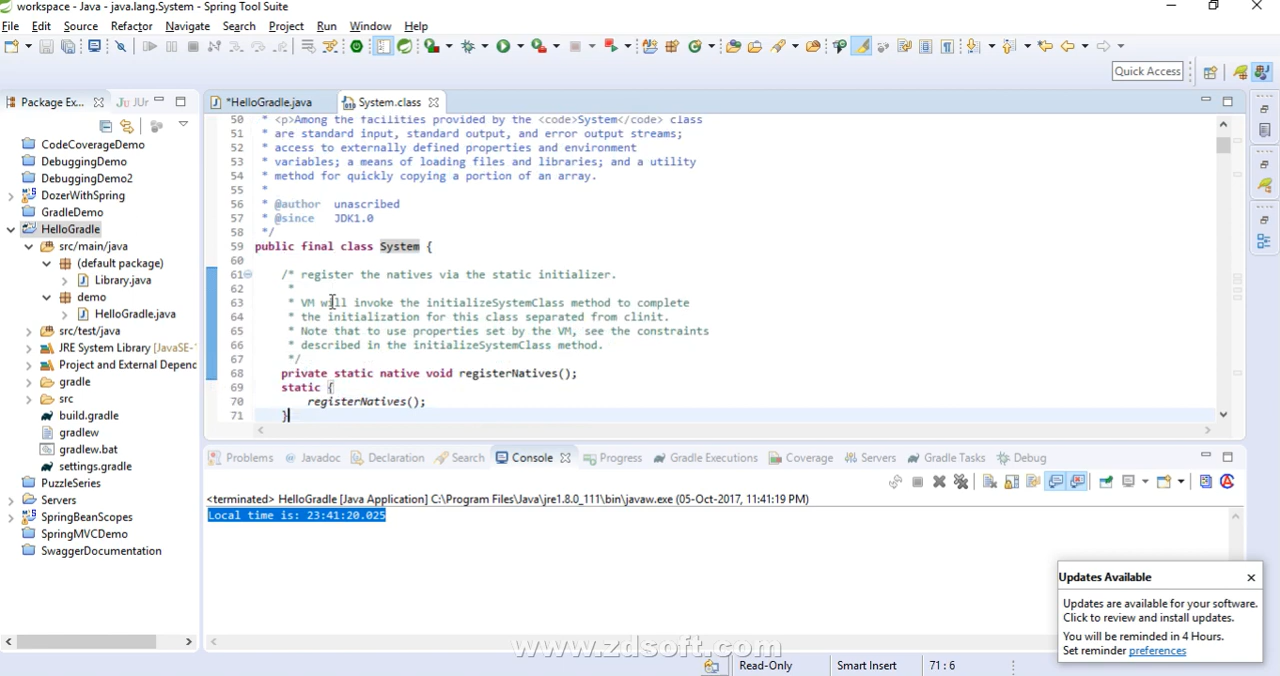 workspace - Java - java.lang.System - Spring Tool Suite
File Edit Source Refactor Navigate Search Project Run Window Help
Quick Access
Package Ex... Ju JUr
CodeCoverageDemo
DebuggingDemo
DebuggingDemo2
DozerWithSpring
GradleDemo
HelloGradle
src/main/java
(default package)
Library.java
demo
HelloGradle.java
src/test/java
JRE System Library [JavaSE-
Project and External Depend
gradle
src
build.gradle
gradlew
gradlew.bat
settings.gradle
PuzzleSeries
Servers
SpringBeanScopes
SpringMVCDemo
SwaggerDocumentation
*HelloGradle.java System.class
50 * <p>Among the facilities provided by the <code>System</code> class
51 * are standard input, standard output, and error output streams;
52 * access to externally defined properties and environment
53 * variables; a means of loading files and libraries; and a utility
54 * method for quickly copying a portion of an array.
55 *
56 * @author unascribed
57 * @since JDK1.0
58 */
59 public final class System {
60
61 /* register the natives via the static initializer.
62 *
63 * VM will invoke the initializeSystemClass method to complete
64 * the initialization for this class separated from clinit.
65 * Note that to use properties set by the VM, see the constraints
66 * described in the initializeSystemClass method.
67 */
68 private static native void registerNatives();
69 static {
70 registerNatives();
71 }
Problems Javadoc Declaration Search Console Progress Gradle Executions Coverage Servers Gradle Tasks Debug
<terminated> HelloGradle [Java Application] C:\Program Files\Java\jre1.8.0_111\bin\javaw.exe (05-Oct-2017, 11:41:19 PM)
Local time is: 23:41:20.025
Updates Available
Updates are available for your software.
Click to review and install updates.
You will be reminded in 4 Hours.
Set reminder preferences
www.zdsoft.com
Read-Only Smart Insert 71 : 6